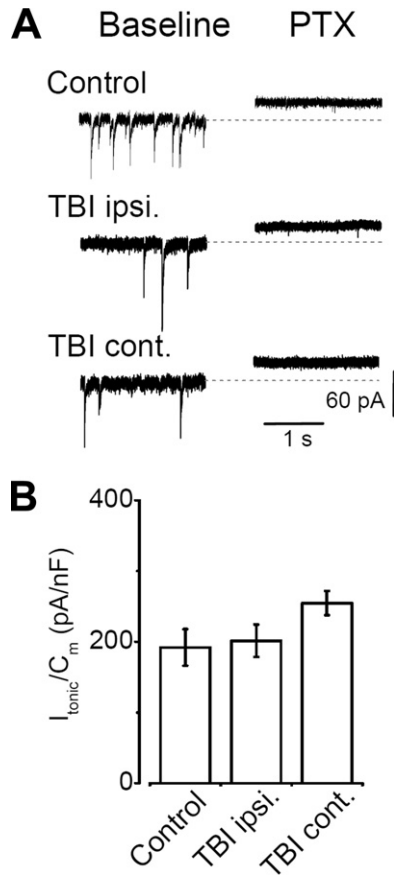 A Baseline PTX
Control
TBI ipsi.
TBI cont.
60 pA
1 s
B
400
200
0
I_tonic/C_m (pA/nF)
Control
TBI ipsi.
TBI cont.